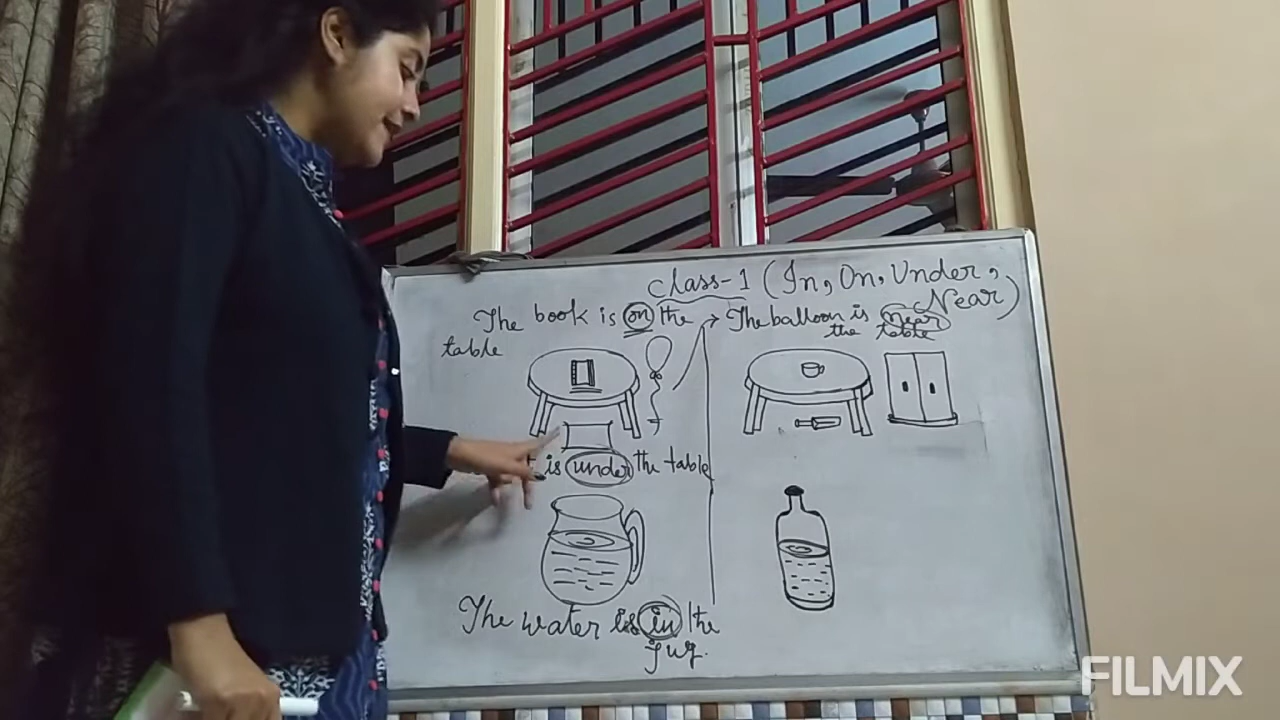 Class-1 (In, On, Under,
Near)
The book is on the
table
→ The balloon is near
the table
is under the table
The water is in the
jug.
FILMIX